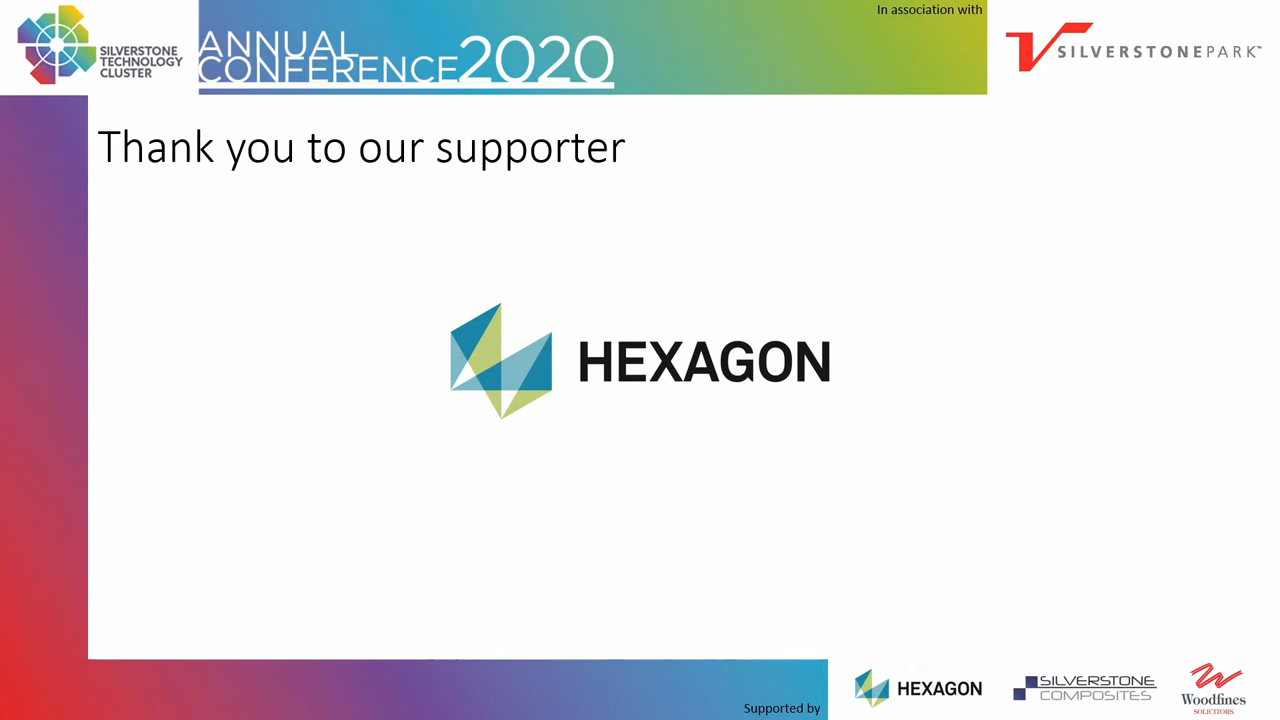 SILVERSTONE
TECHNOLOGY
CLUSTER
ANNUAL
CONFERENCE2020
In association with
SILVERSTONEPARK™
Thank you to our supporter
HEXAGON
Supported by
HEXAGON
SILVERSTONE
COMPOSITES
Woodfines
SOLICITORS